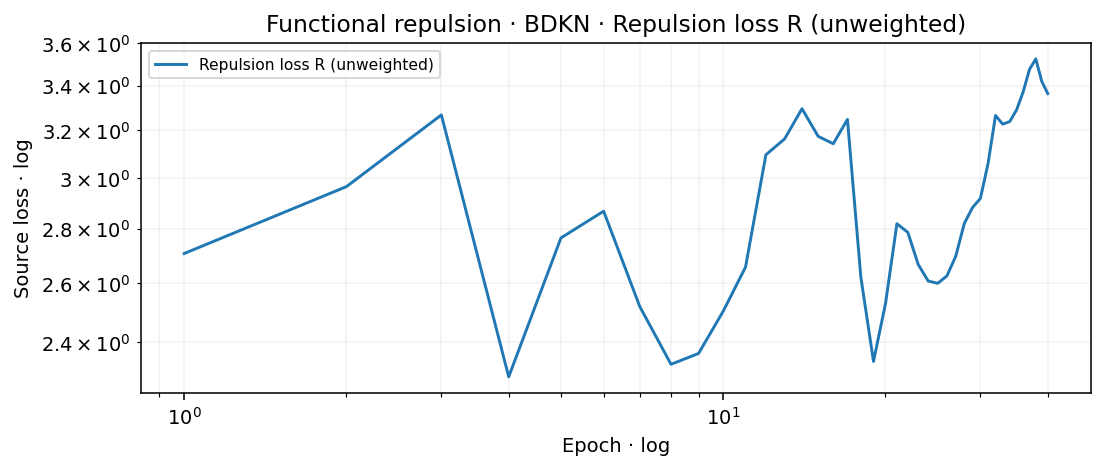 Functional repulsion · BDKN · Repulsion loss R (unweighted)
Repulsion loss R (unweighted)
Source loss · log
3.6 × 10⁰
3.4 × 10⁰
3.2 × 10⁰
3 × 10⁰
2.8 × 10⁰
2.6 × 10⁰
2.4 × 10⁰
10⁰
10¹
Epoch · log